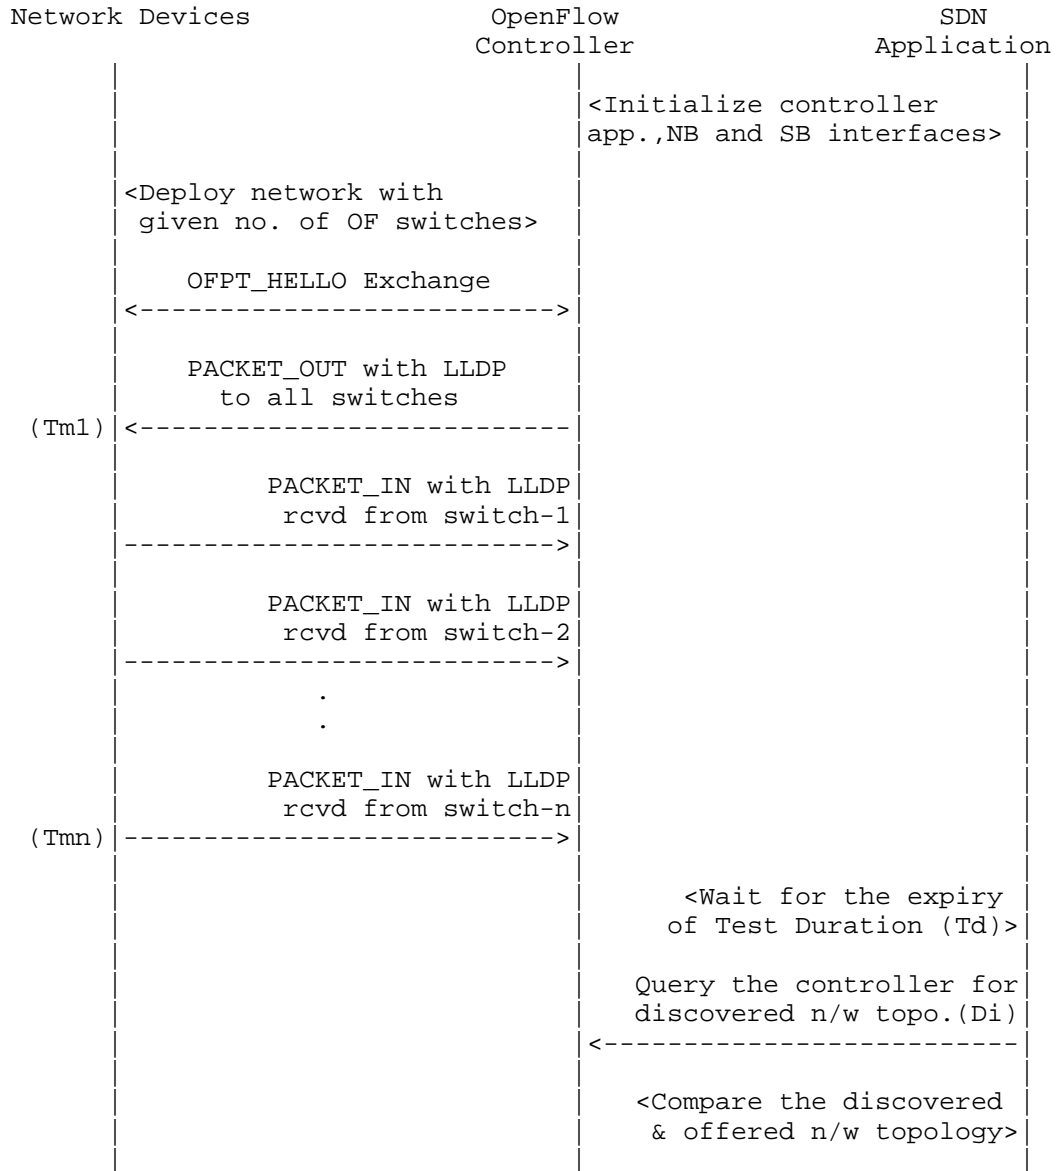 Network Devices OpenFlow SDN
Controller Application
<Initialize controller
app.,NB and SB interfaces>
<Deploy network with
given no. of OF switches>
OFPT_HELLO Exchange
PACKET_OUT with LLDP
to all switches
(Tm1)
PACKET_IN with LLDP
rcvd from switch-1
PACKET_IN with LLDP
rcvd from switch-2
.
.
PACKET_IN with LLDP
rcvd from switch-n
(Tmn)
<Wait for the expiry
of Test Duration (Td)>
Query the controller for
discovered n/w topo.(Di)
<Compare the discovered
& offered n/w topology>